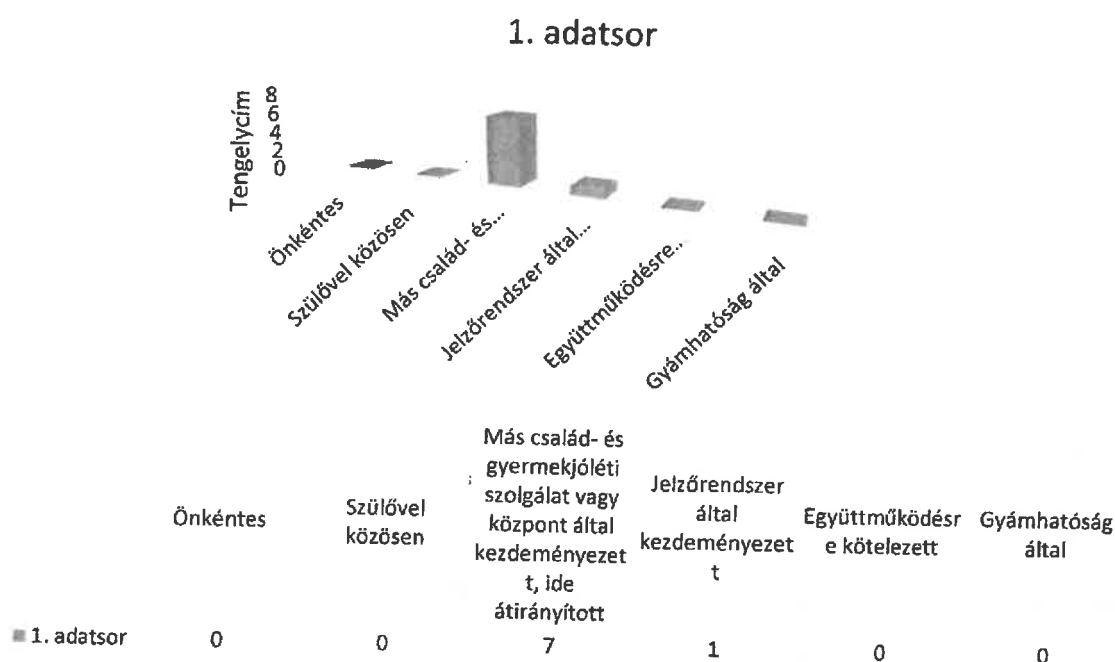 1. adatsor
Tengelycím
8
6
4
2
0
Önkéntes
Szülővel közösen
Más család- és...
Jelzőrendszer által...
Együttműködésre..
Gyámhatóság által
Önkéntes
Szülővel
közösen
Más család- és
gyermekjóléti
szolgálat vagy
központ által
kezdeményezet
t, ide
átirányított
Jelzőrendszer
által
kezdeményezet
t
Együttműködésr
e kötelezett
Gyámhatóság
által
1. adatsor 0 0 7 1 0 0